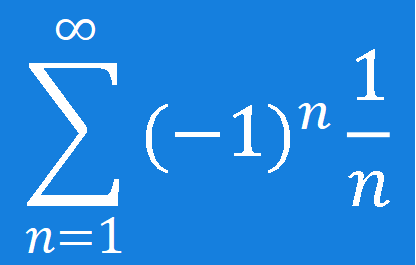 ∑_{n=1}^{∞} (−1)^n 1/n